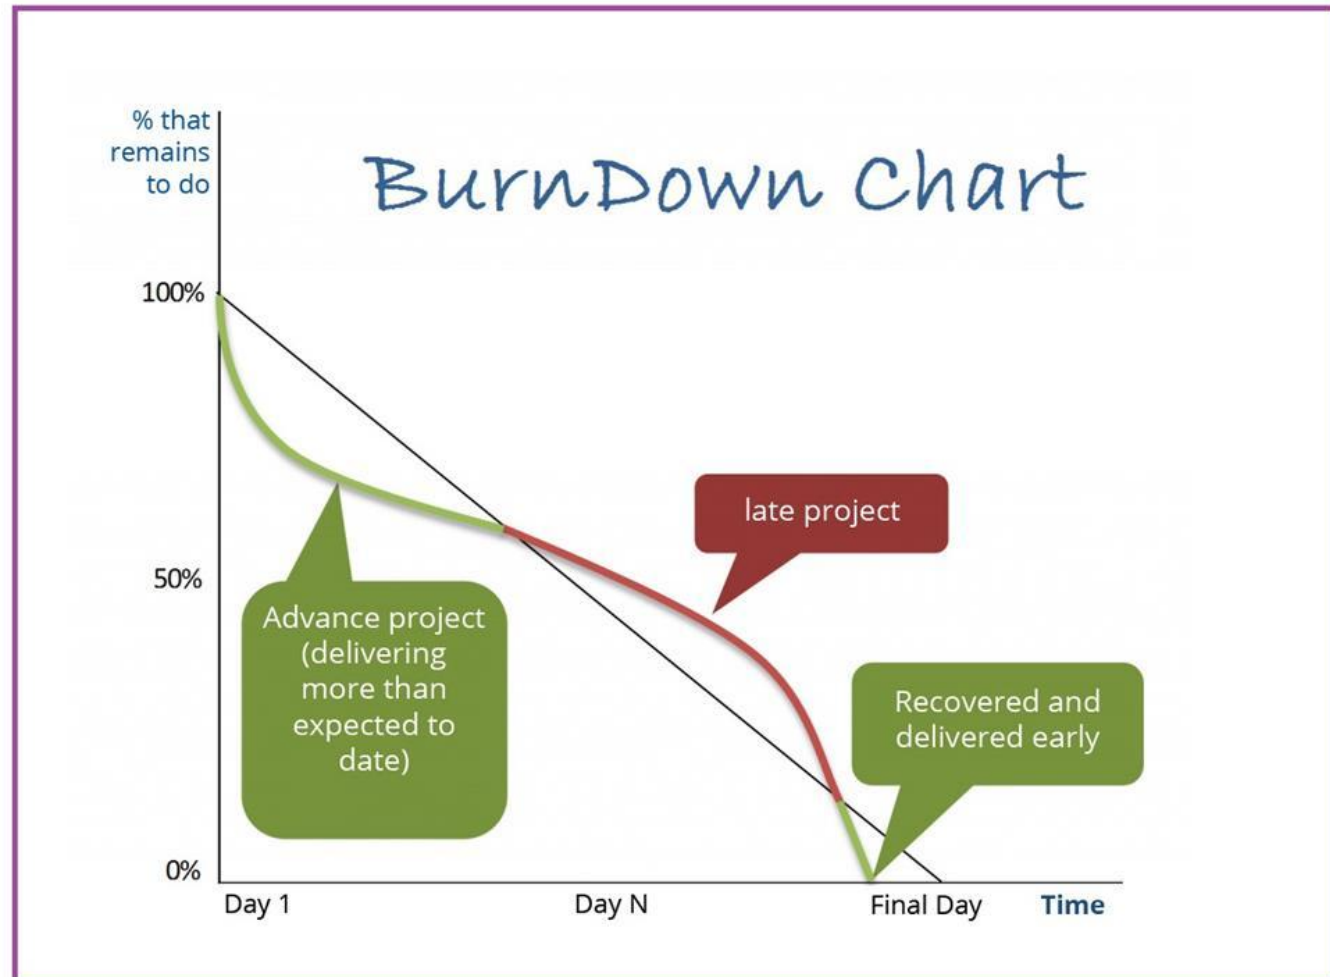 % that
remains
to do
BurnDown Chart
100%
late project
50%
Advance project
(delivering
more than
expected to
date)
Recovered and
delivered early
0%
Day 1
Day N
Final Day
Time